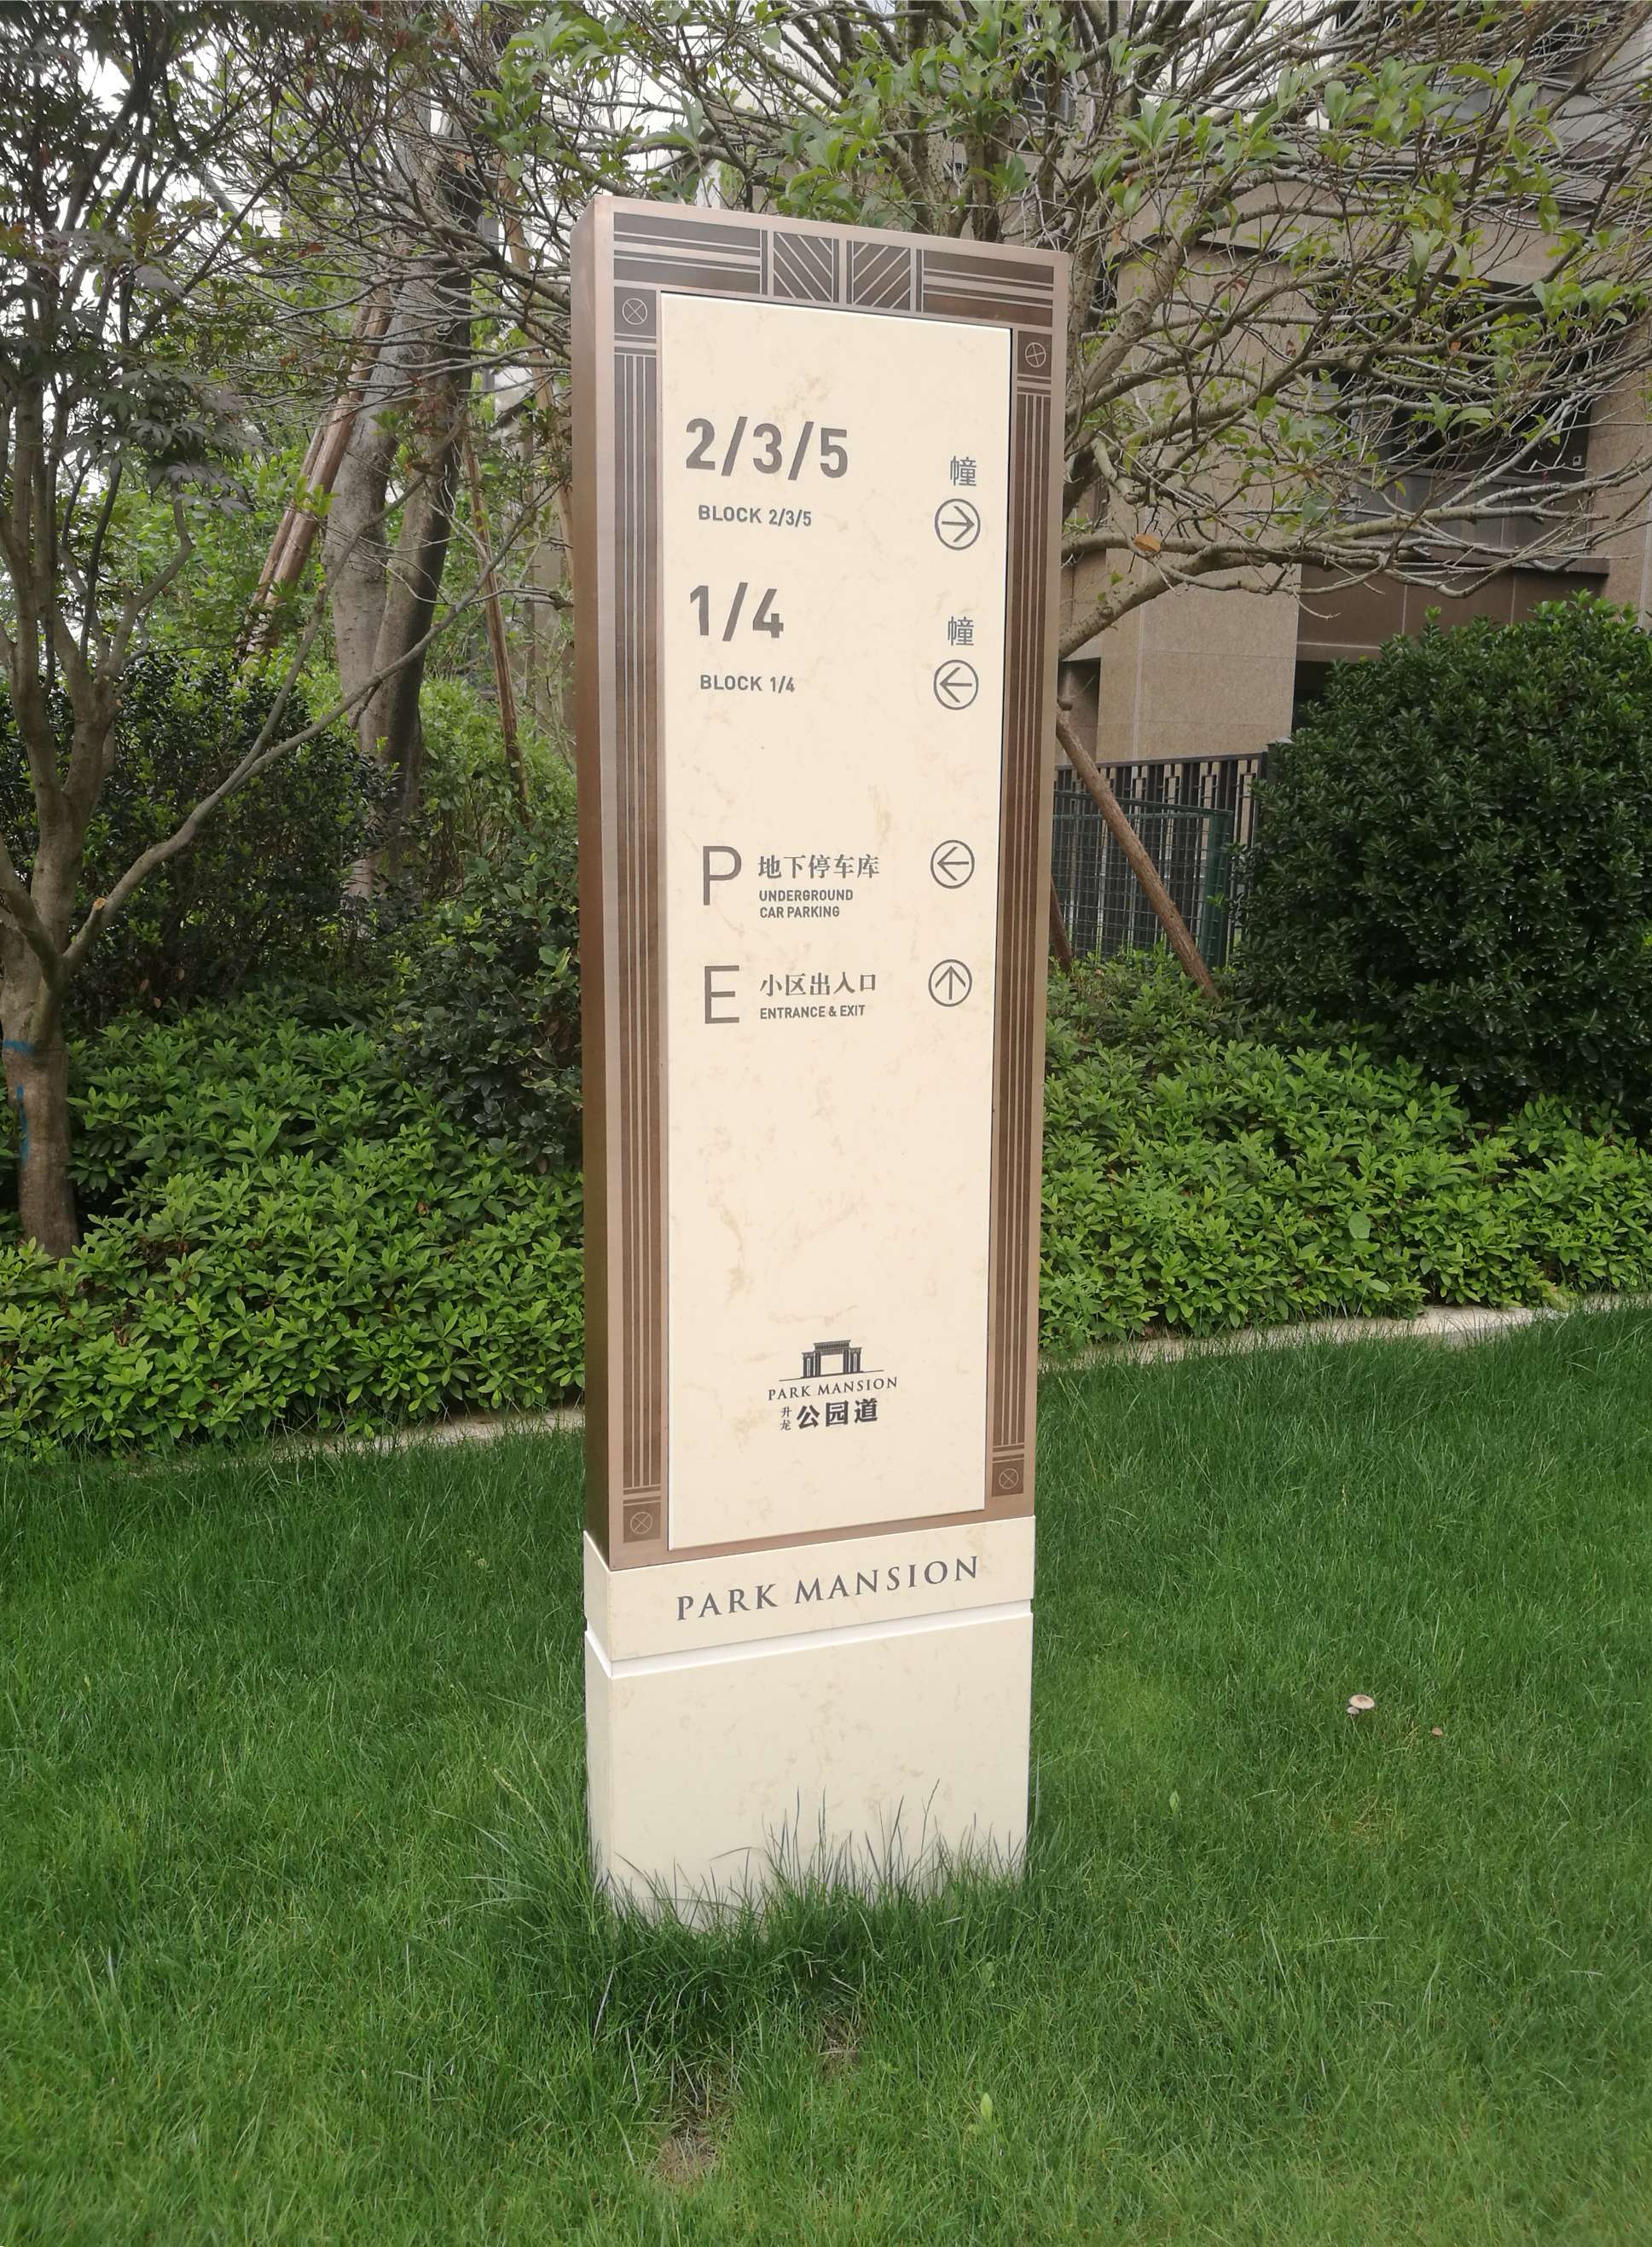 2/3/5 幢
BLOCK 2/3/5
1/4 幢
BLOCK 1/4
P 地下停车库
UNDERGROUND
CAR PARKING
E 小区出入口
ENTRANCE & EXIT
PARK MANSION
升龙 公园道
PARK MANSION